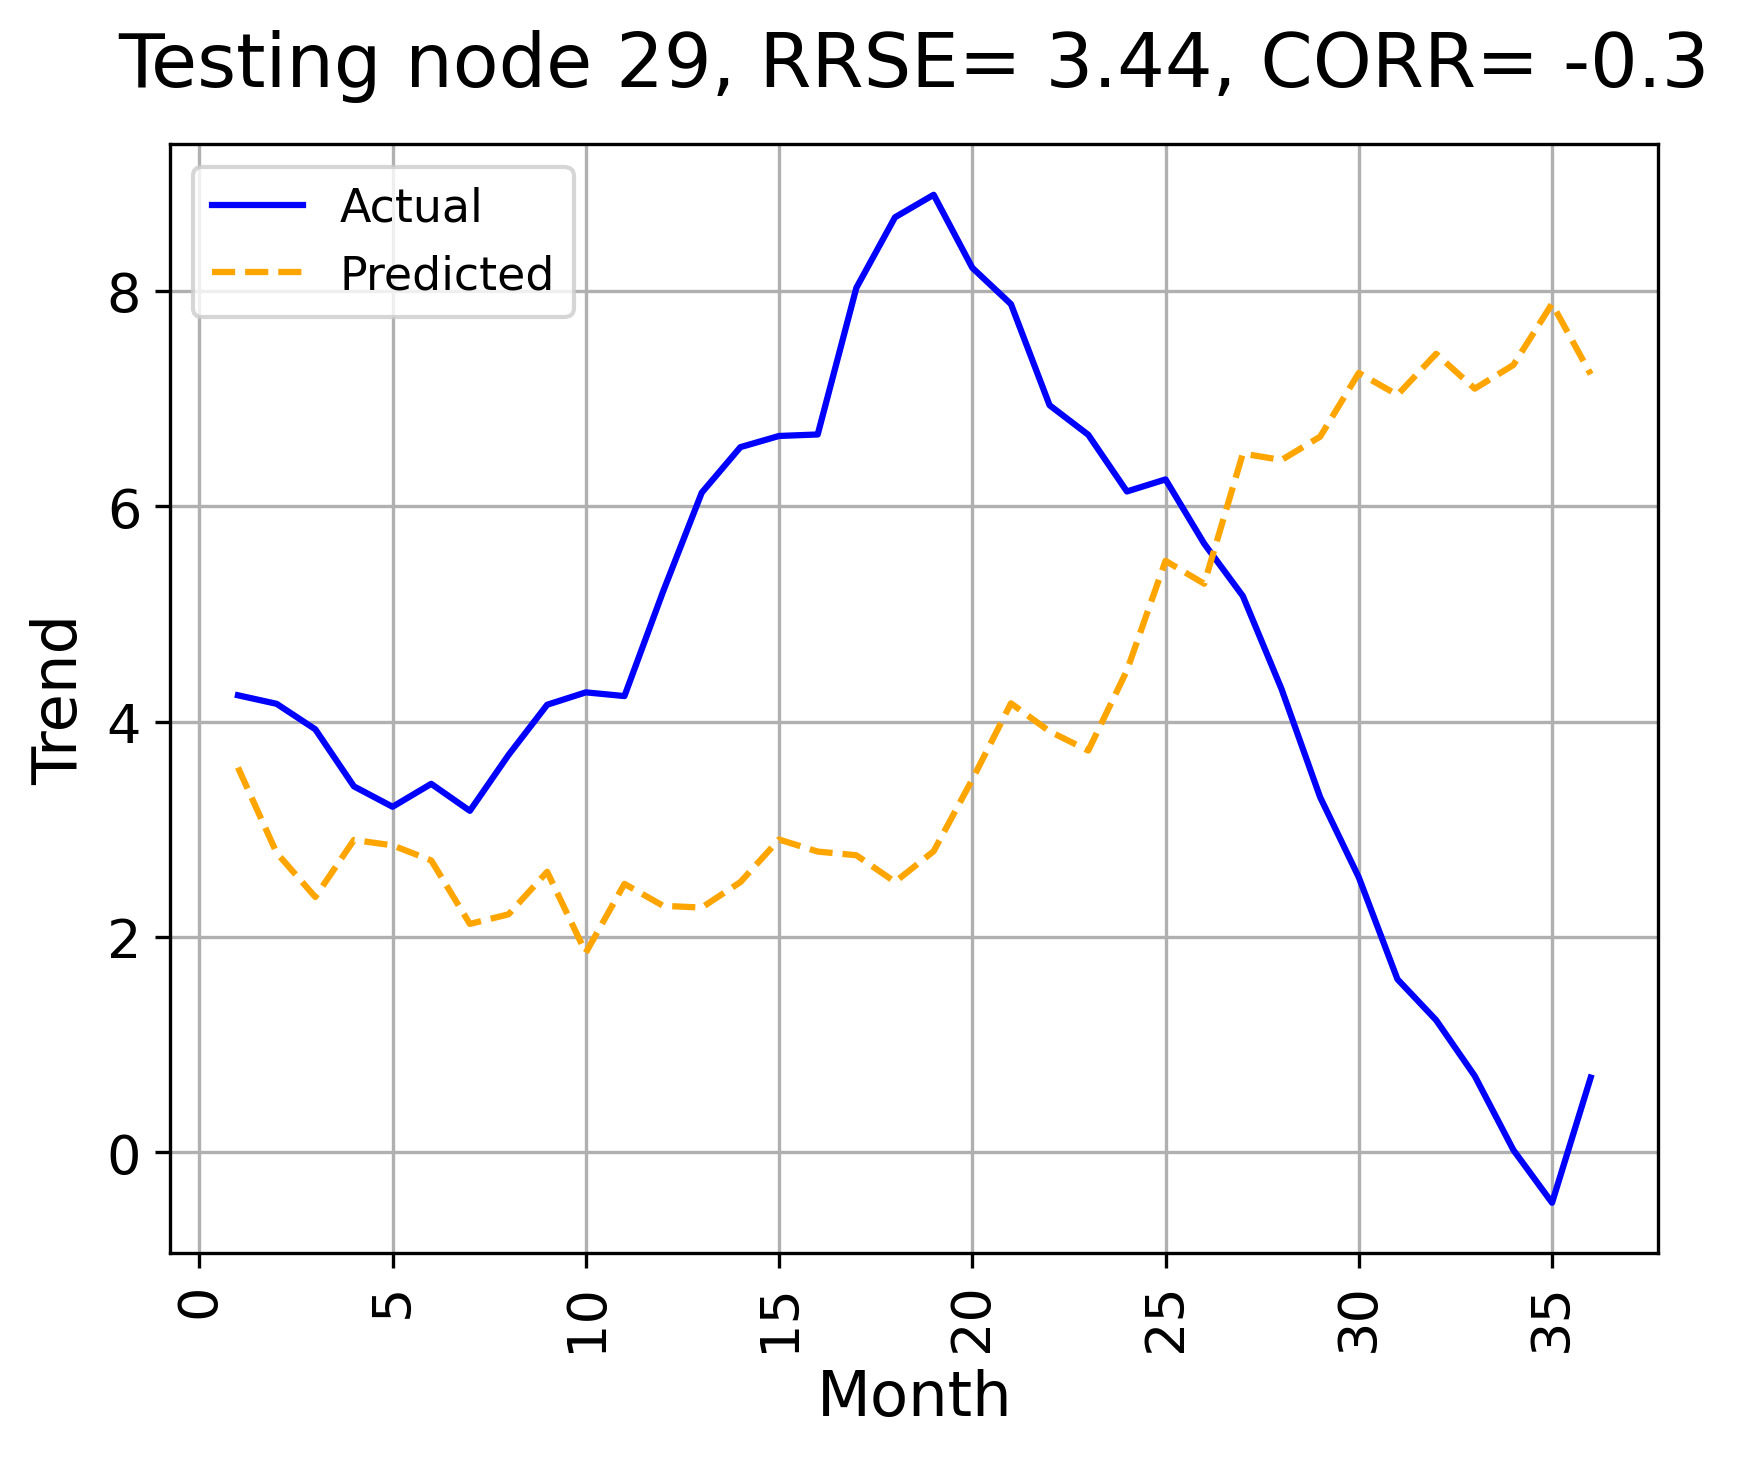 Testing node 29, RRSE= 3.44, CORR= -0.3
Actual
Predicted
8
6
4
2
0
Trend
0 5 10 15 20 25 30 35
Month